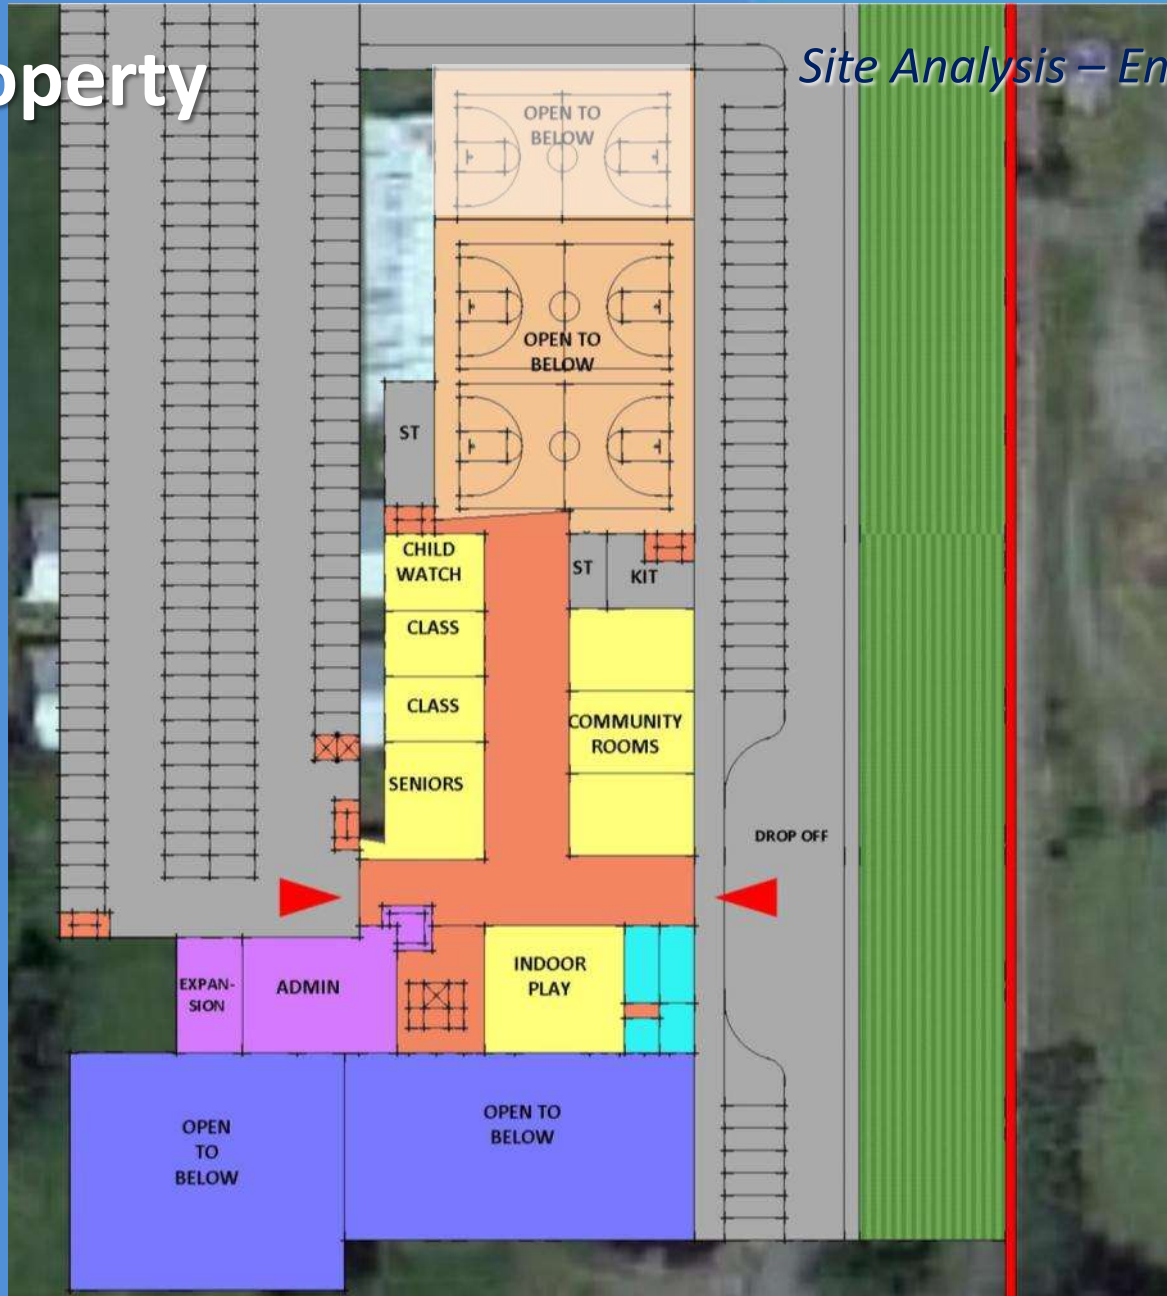 operty
Site Analysis – Em
OPEN TO
BELOW
OPEN TO
BELOW
ST
CHILD
WATCH
ST
KIT
CLASS
CLASS
COMMUNITY
ROOMS
SENIORS
DROP OFF
INDOOR
PLAY
EXPAN-
SION
ADMIN
OPEN
TO
BELOW
OPEN TO
BELOW